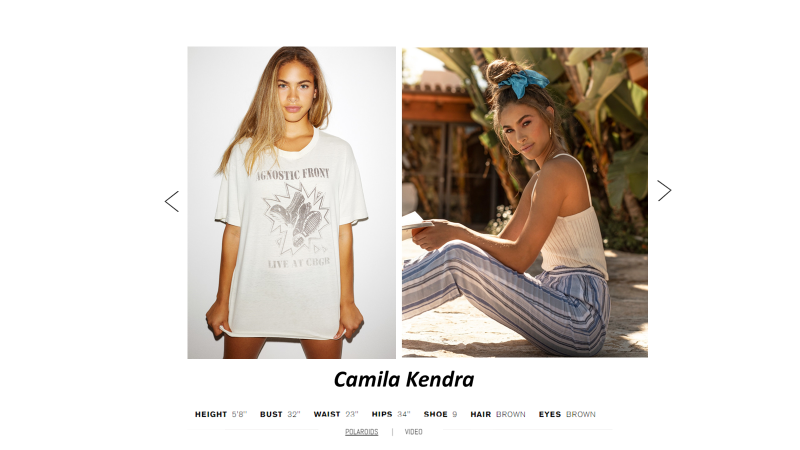 AGNOSTIC FRONT
LIVE AT CBGB
Camila Kendra
HEIGHT 5'8" BUST 32" WAIST 23" HIPS 34" SHOE 9 HAIR BROWN EYES BROWN
POLAROIDS | VIDEO